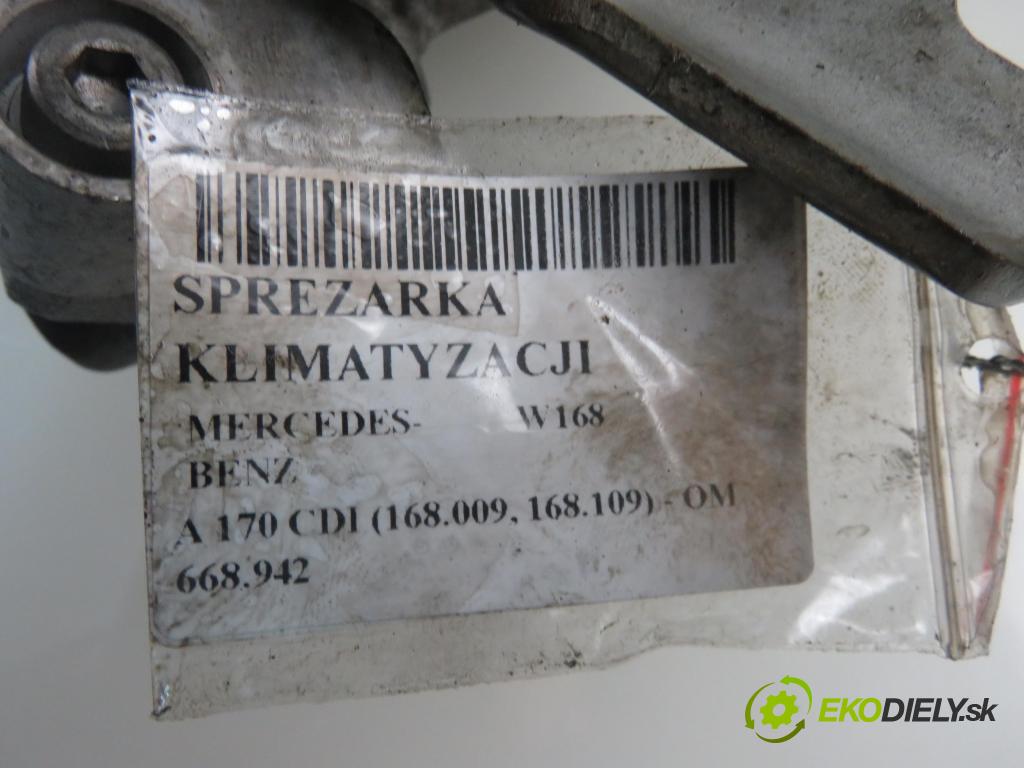 SPREZARKA
KLIMATYZACJI
MERCEDES- W168
BENZ
A 170 CDI (168.009, 168.109) - OM
668.942
EKODIELY.sk